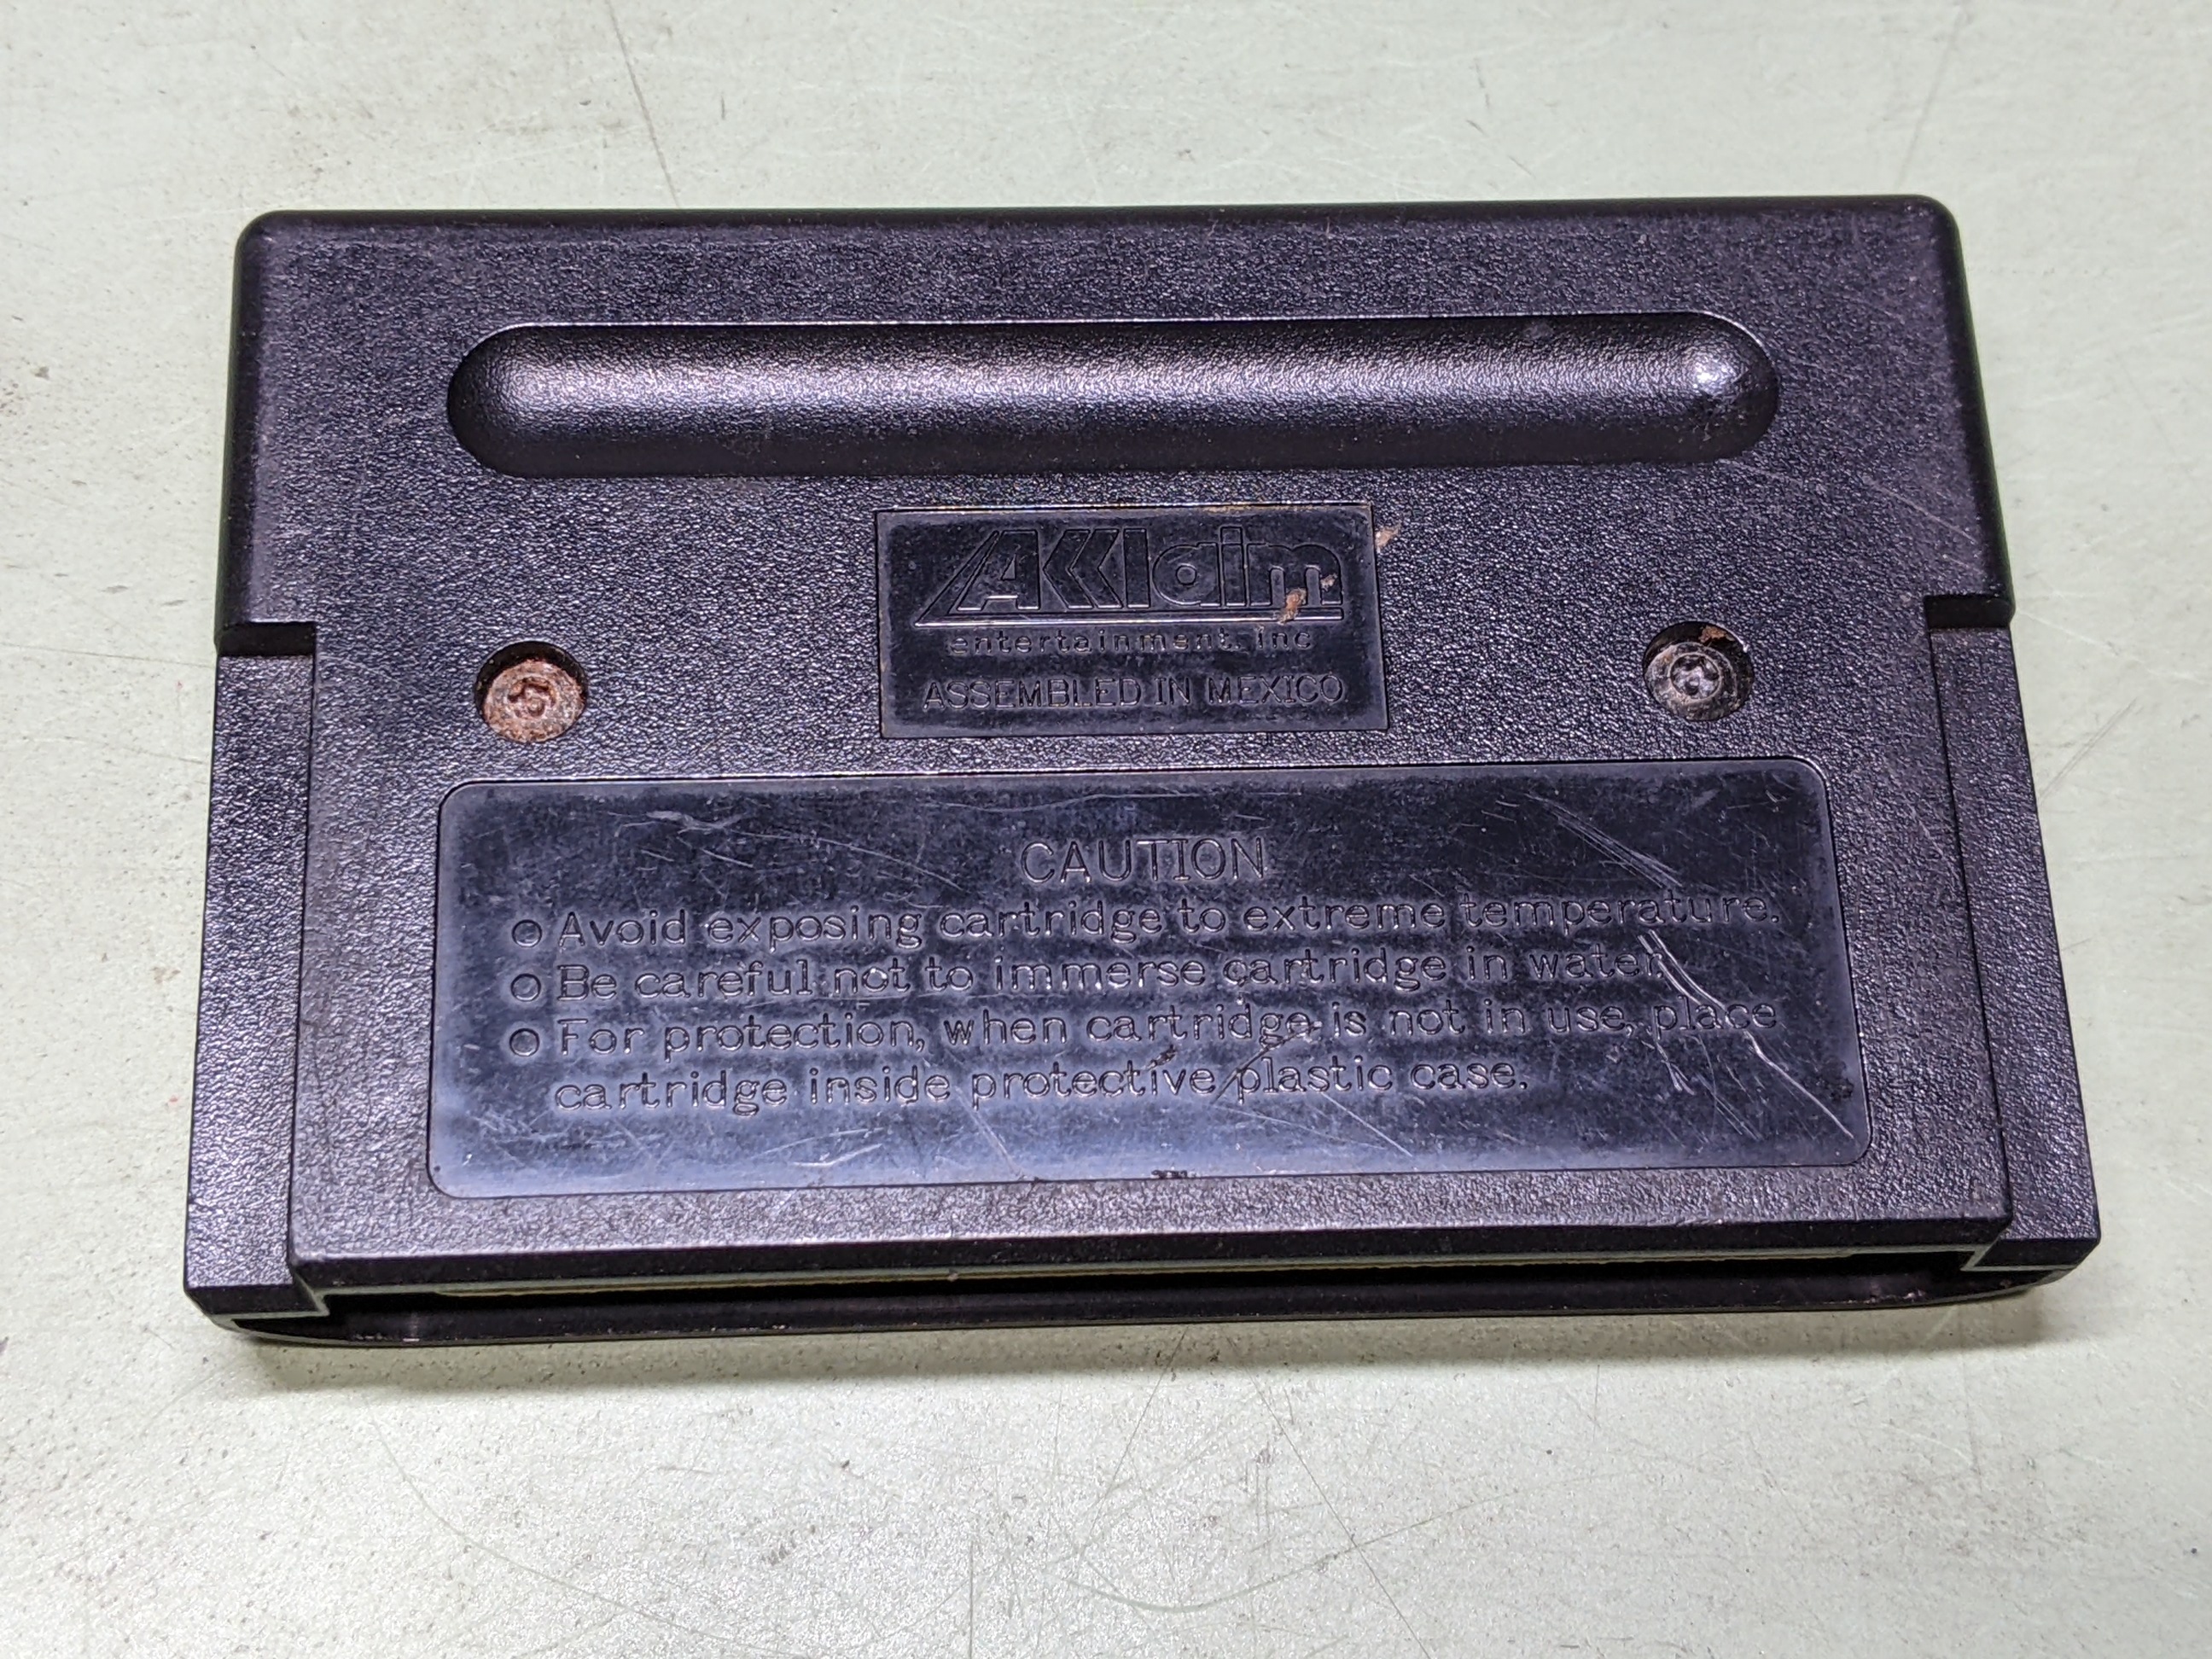 Acclaim
entertainment, inc
ASSEMBLED IN MEXICO
CAUTION
○ Avoid exposing cartridge to extreme temperature.
○ Be careful not to immerse cartridge in water.
○ For protection, when cartridge is not in use, place
cartridge inside protective plastic case.